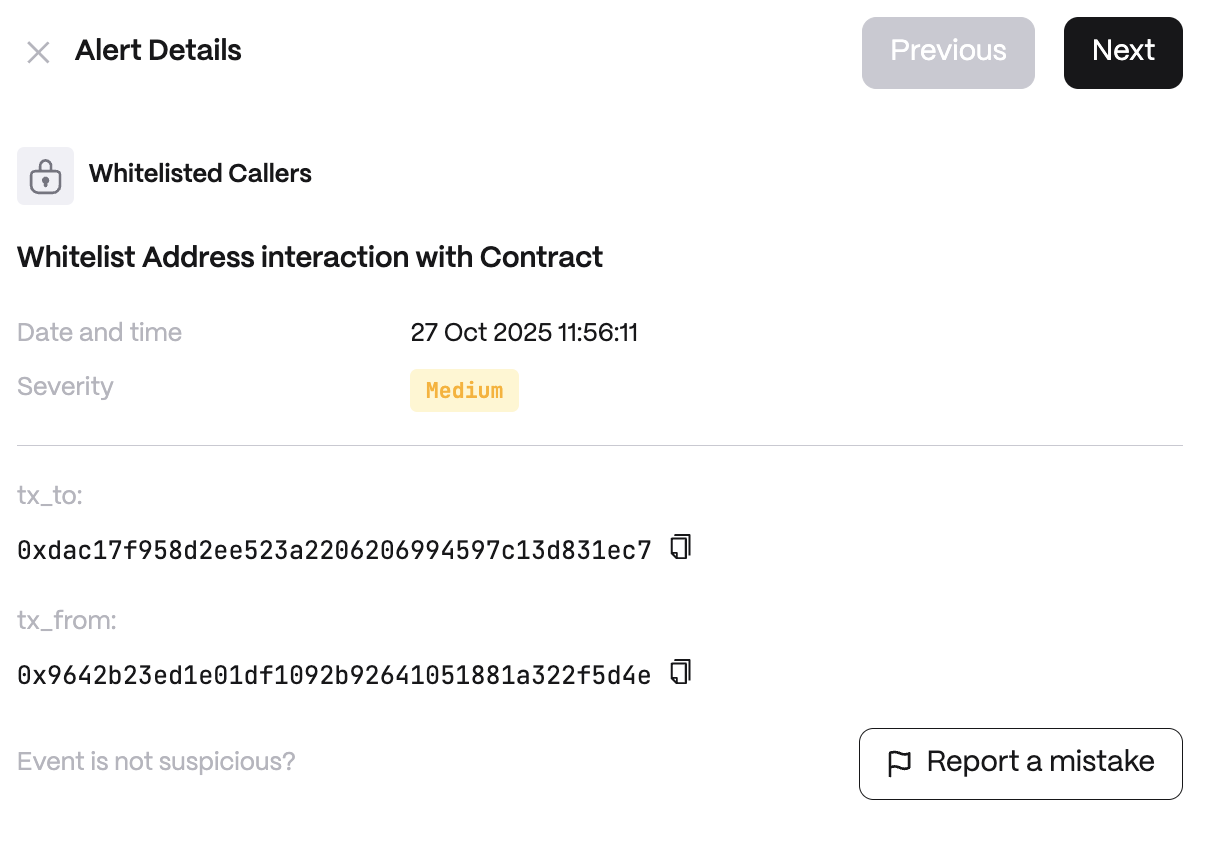 Alert Details
Previous
Next
Whitelisted Callers
Whitelist Address interaction with Contract
Date and time
27 Oct 2025 11:56:11
Severity
Medium
tx_to:
0xdac17f958d2ee523a2206206994597c13d831ec7
tx_from:
0x9642b23ed1e01df1092b92641051881a322f5d4e
Event is not suspicious?
Report a mistake